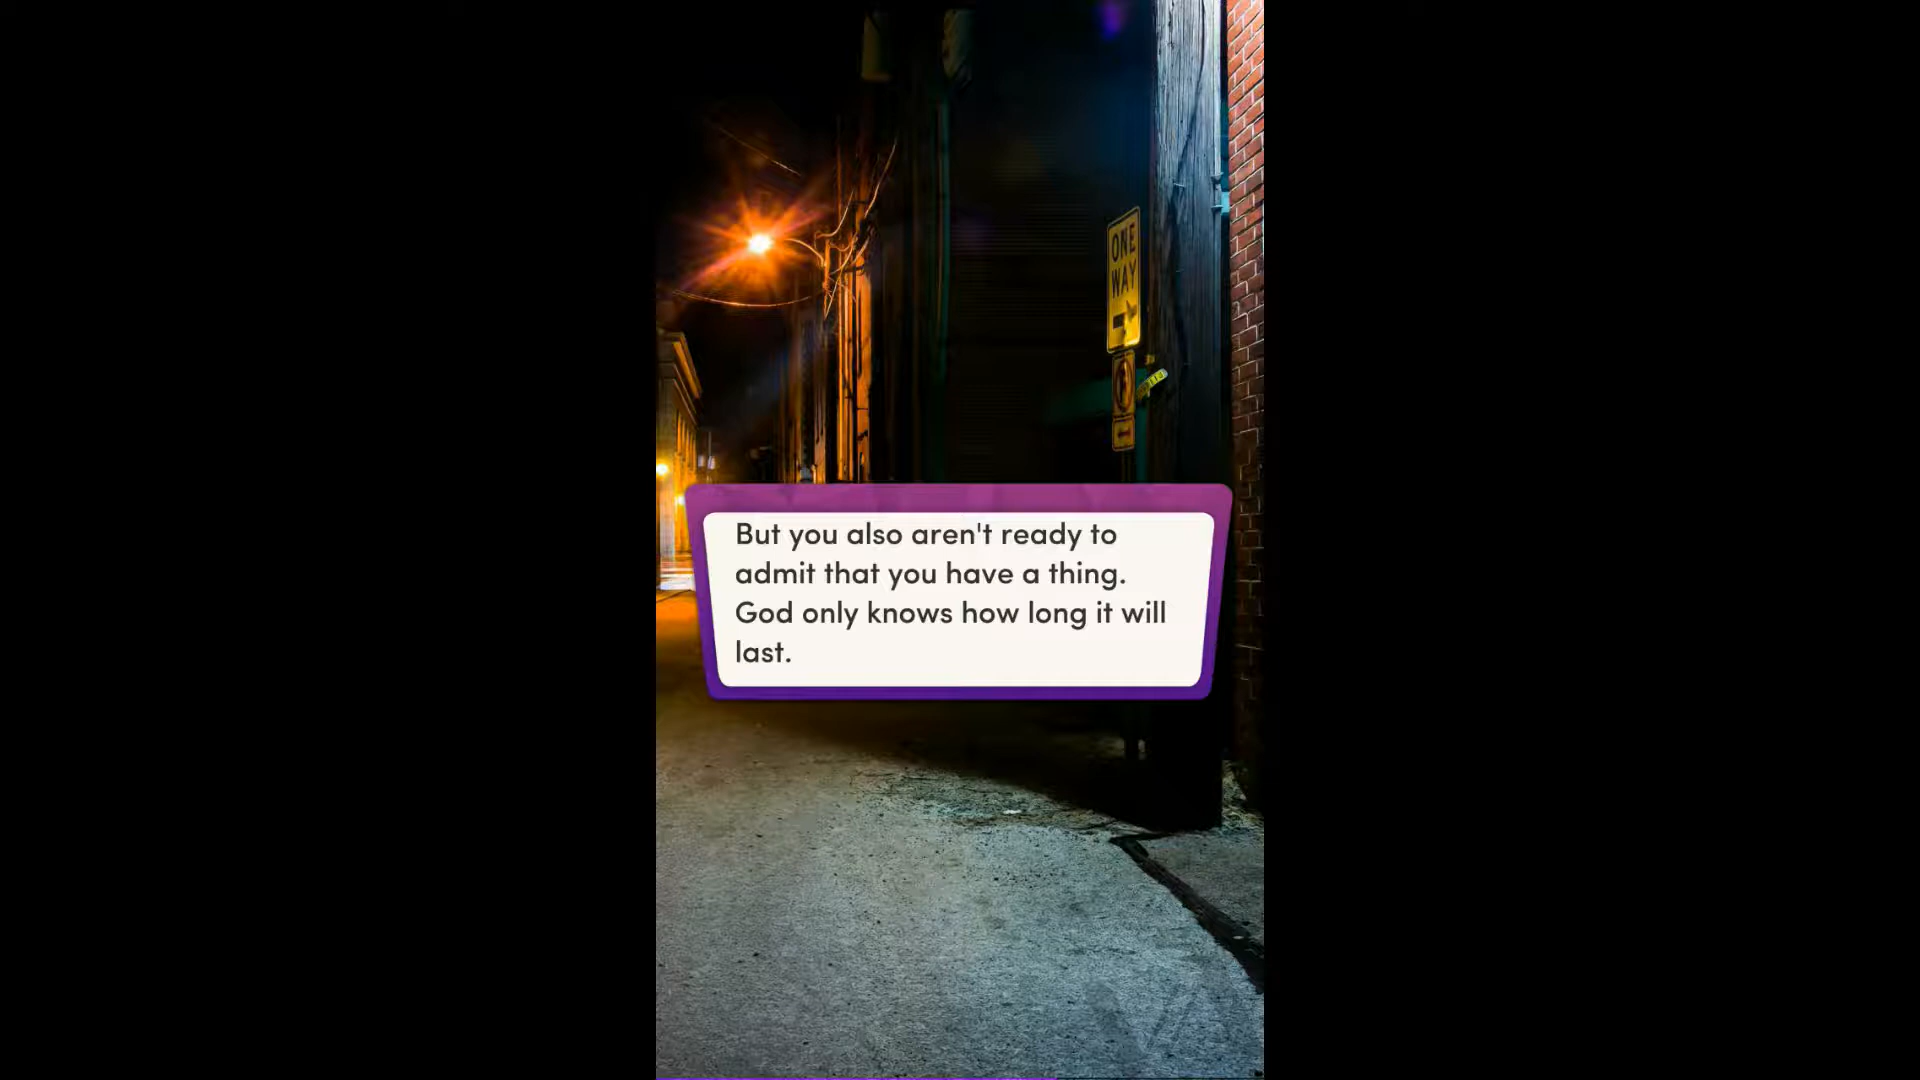 ONE
WAY
But you also aren't ready to
admit that you have a thing.
God only knows how long it will
last.